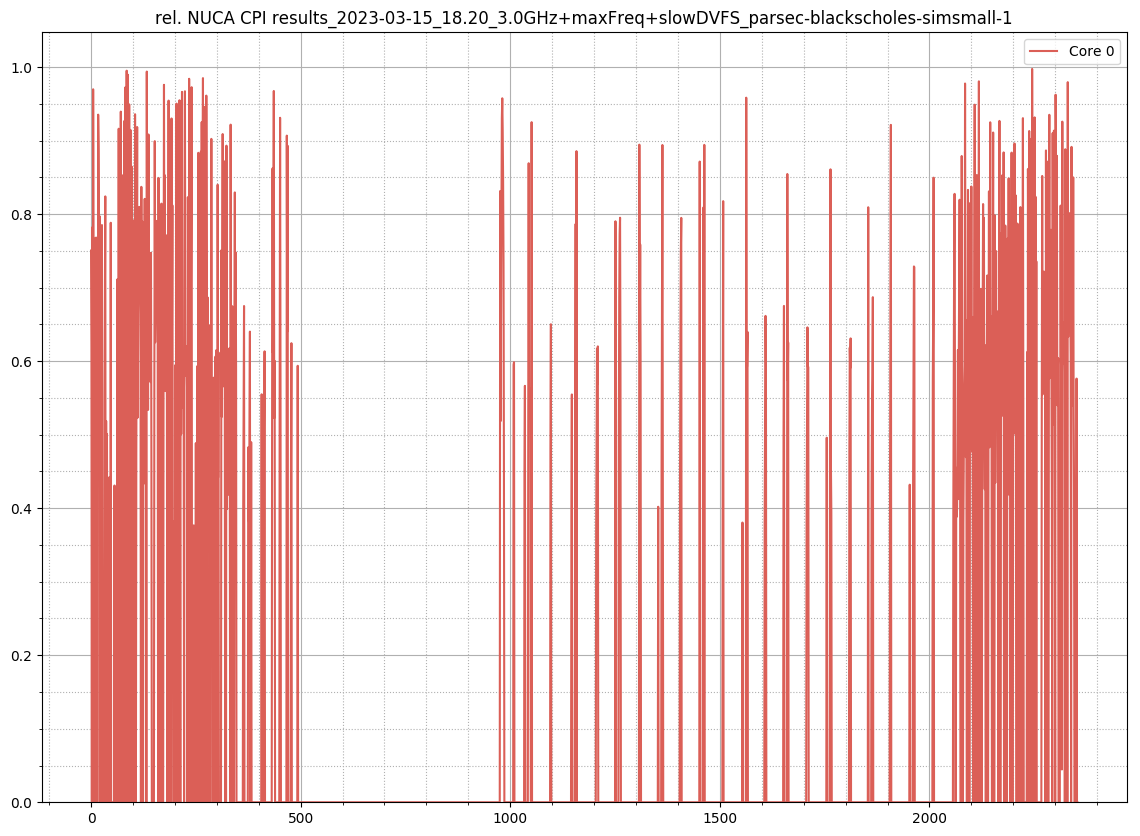 rel. NUCA CPI results_2023-03-15_18.20_3.0GHz+maxFreq+slowDVFS_parsec-blackscholes-simsmall-1
Core 0
1.0
0.8
0.6
0.4
0.2
0.0
0 500 1000 1500 2000